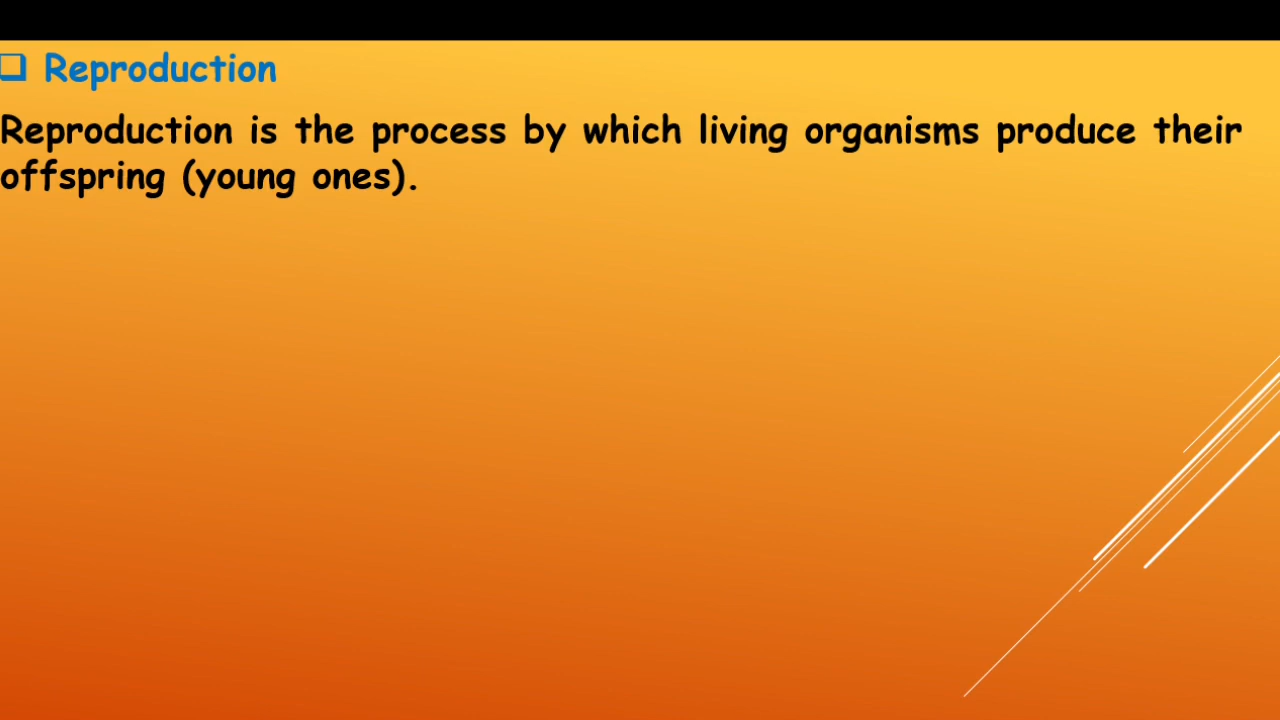 ❑ Reproduction
Reproduction is the process by which living organisms produce their
offspring (young ones).